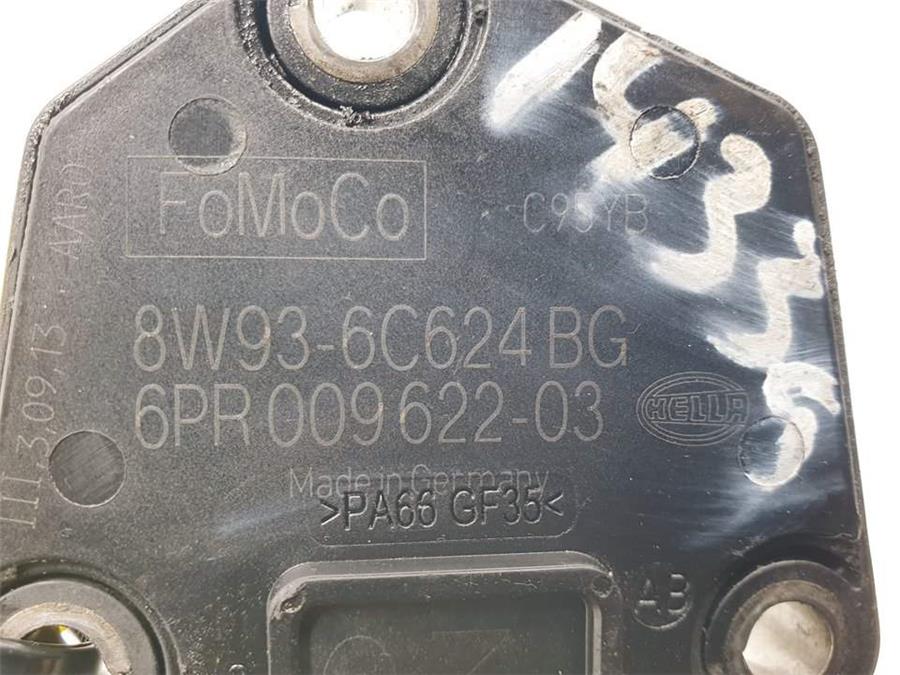 FoMoCo
C95YB
8W93-6C624 BG
6PR 009 622-03
HELLA
Made in Germany
>PA66 GF35<
AB